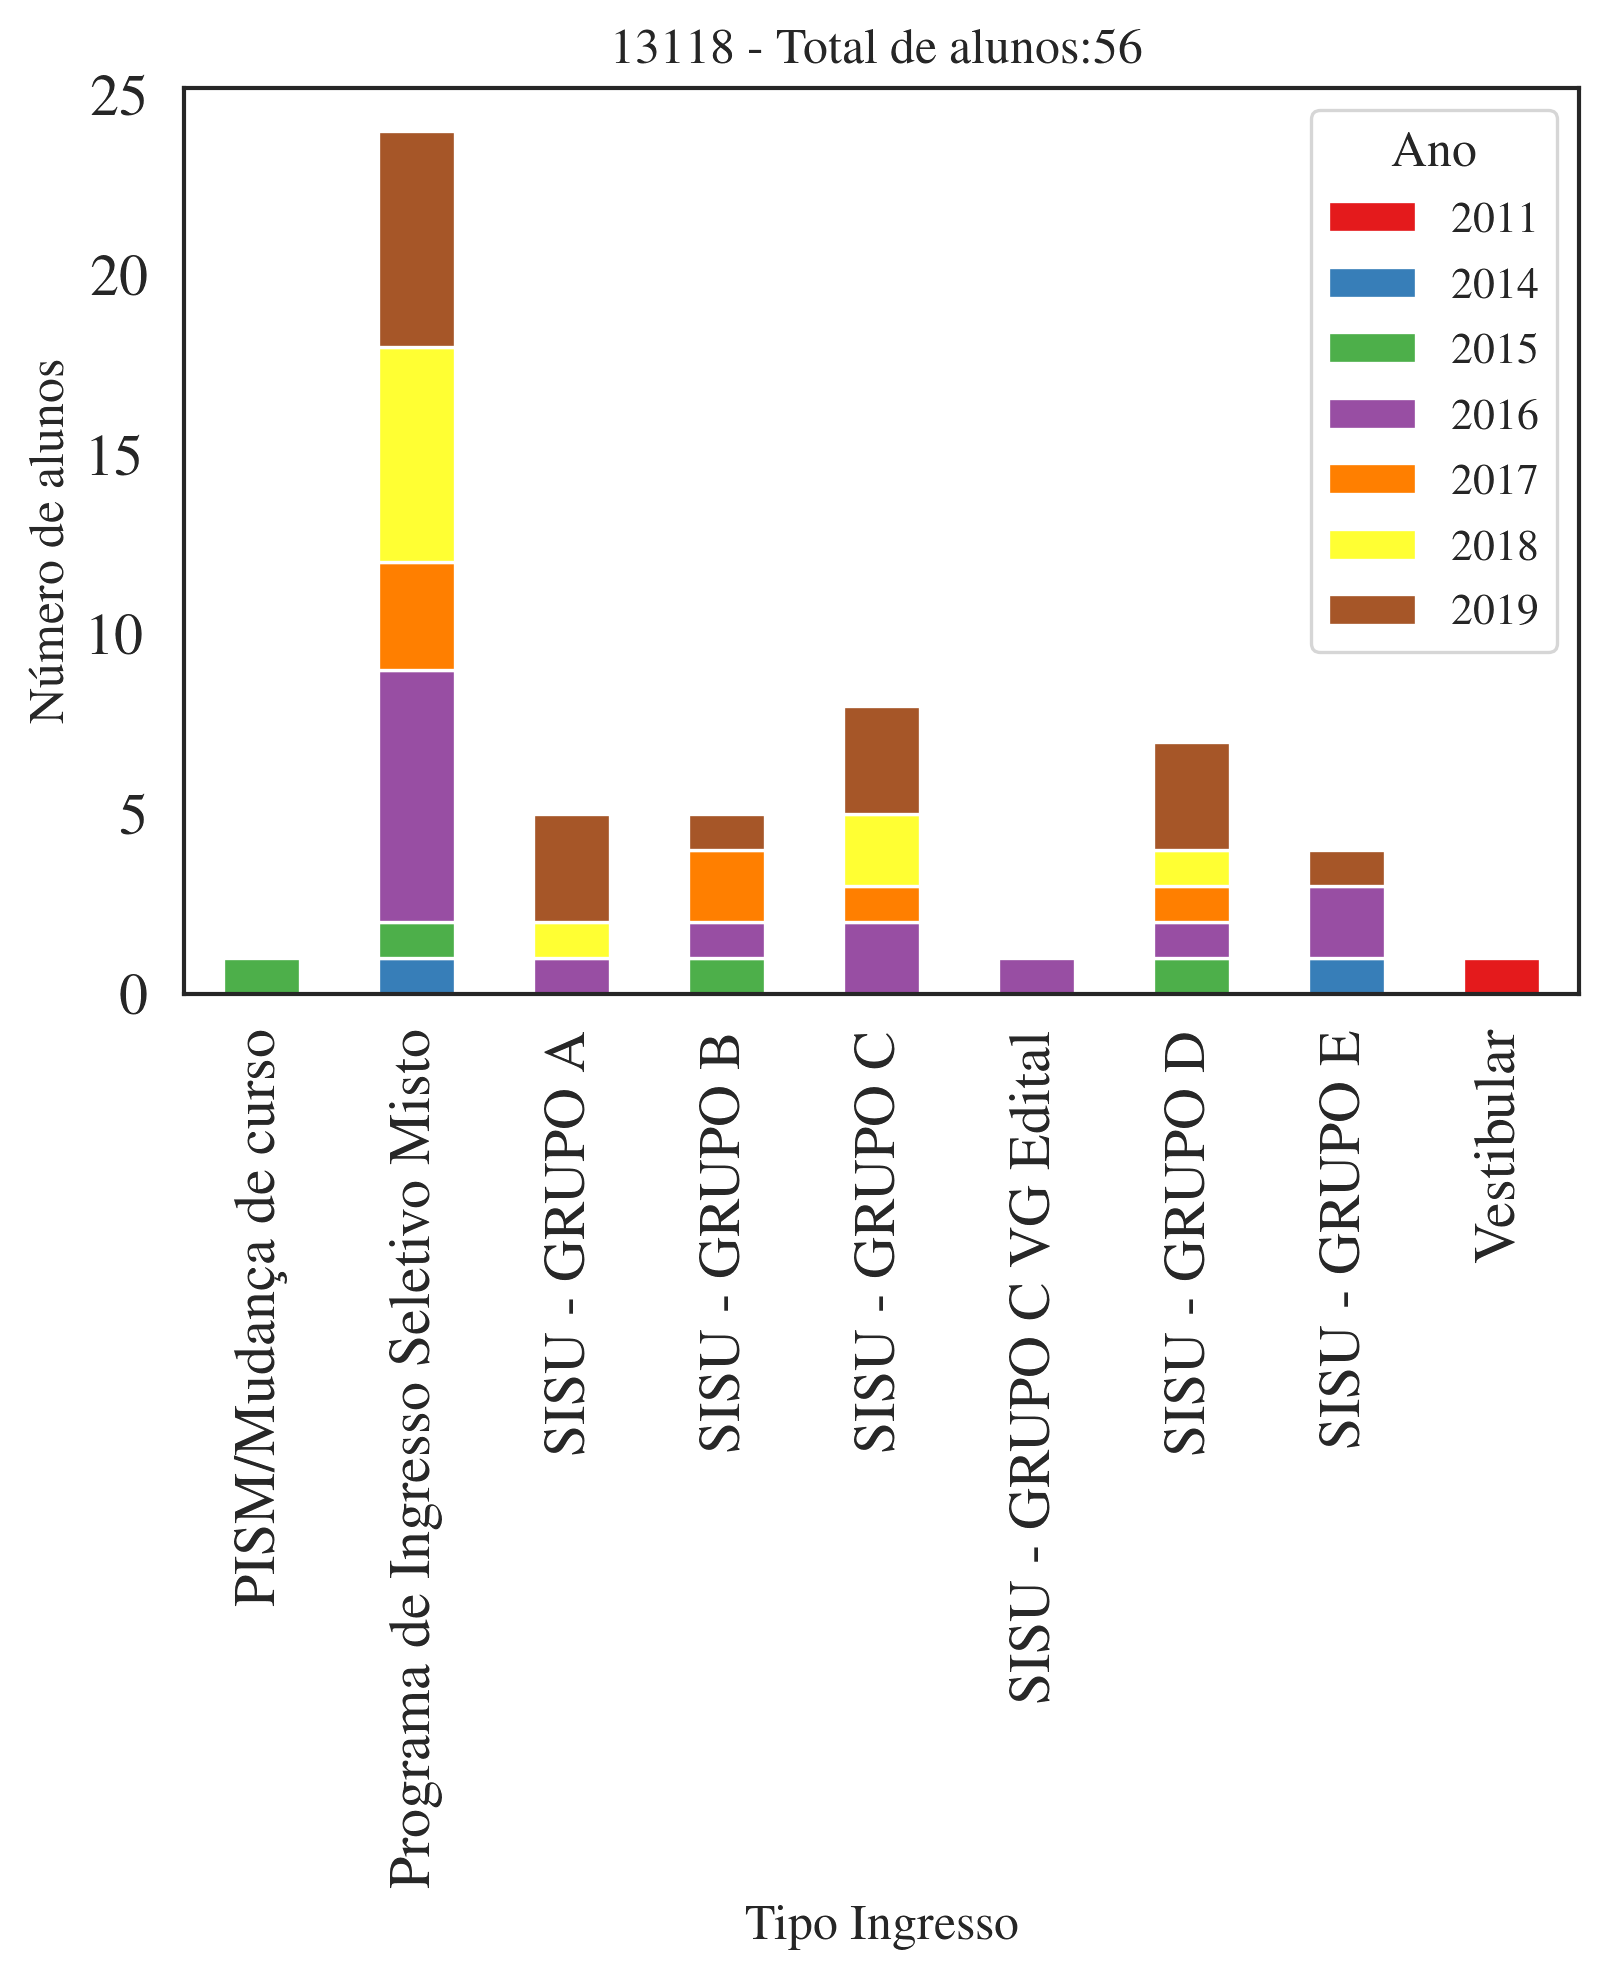 13118 - Total de alunos:56
25
20
15
10
5
0
Número de alunos
Ano
2011
2014
2015
2016
2017
2018
2019
PISM/Mudança de curso
Programa de Ingresso Seletivo Misto
SISU - GRUPO A
SISU - GRUPO B
SISU - GRUPO C
SISU - GRUPO C VG Edital
SISU - GRUPO D
SISU - GRUPO E
Vestibular
Tipo Ingresso